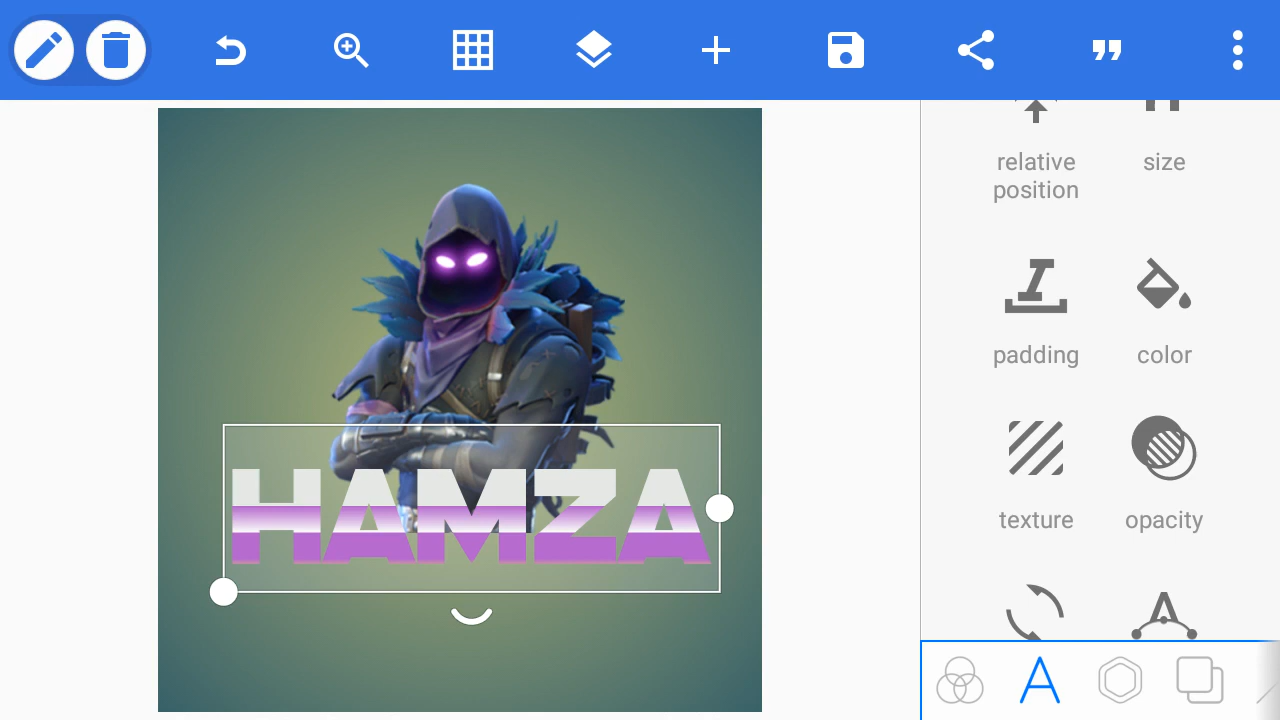 relative
position
size
padding
color
HAMZA
texture
opacity